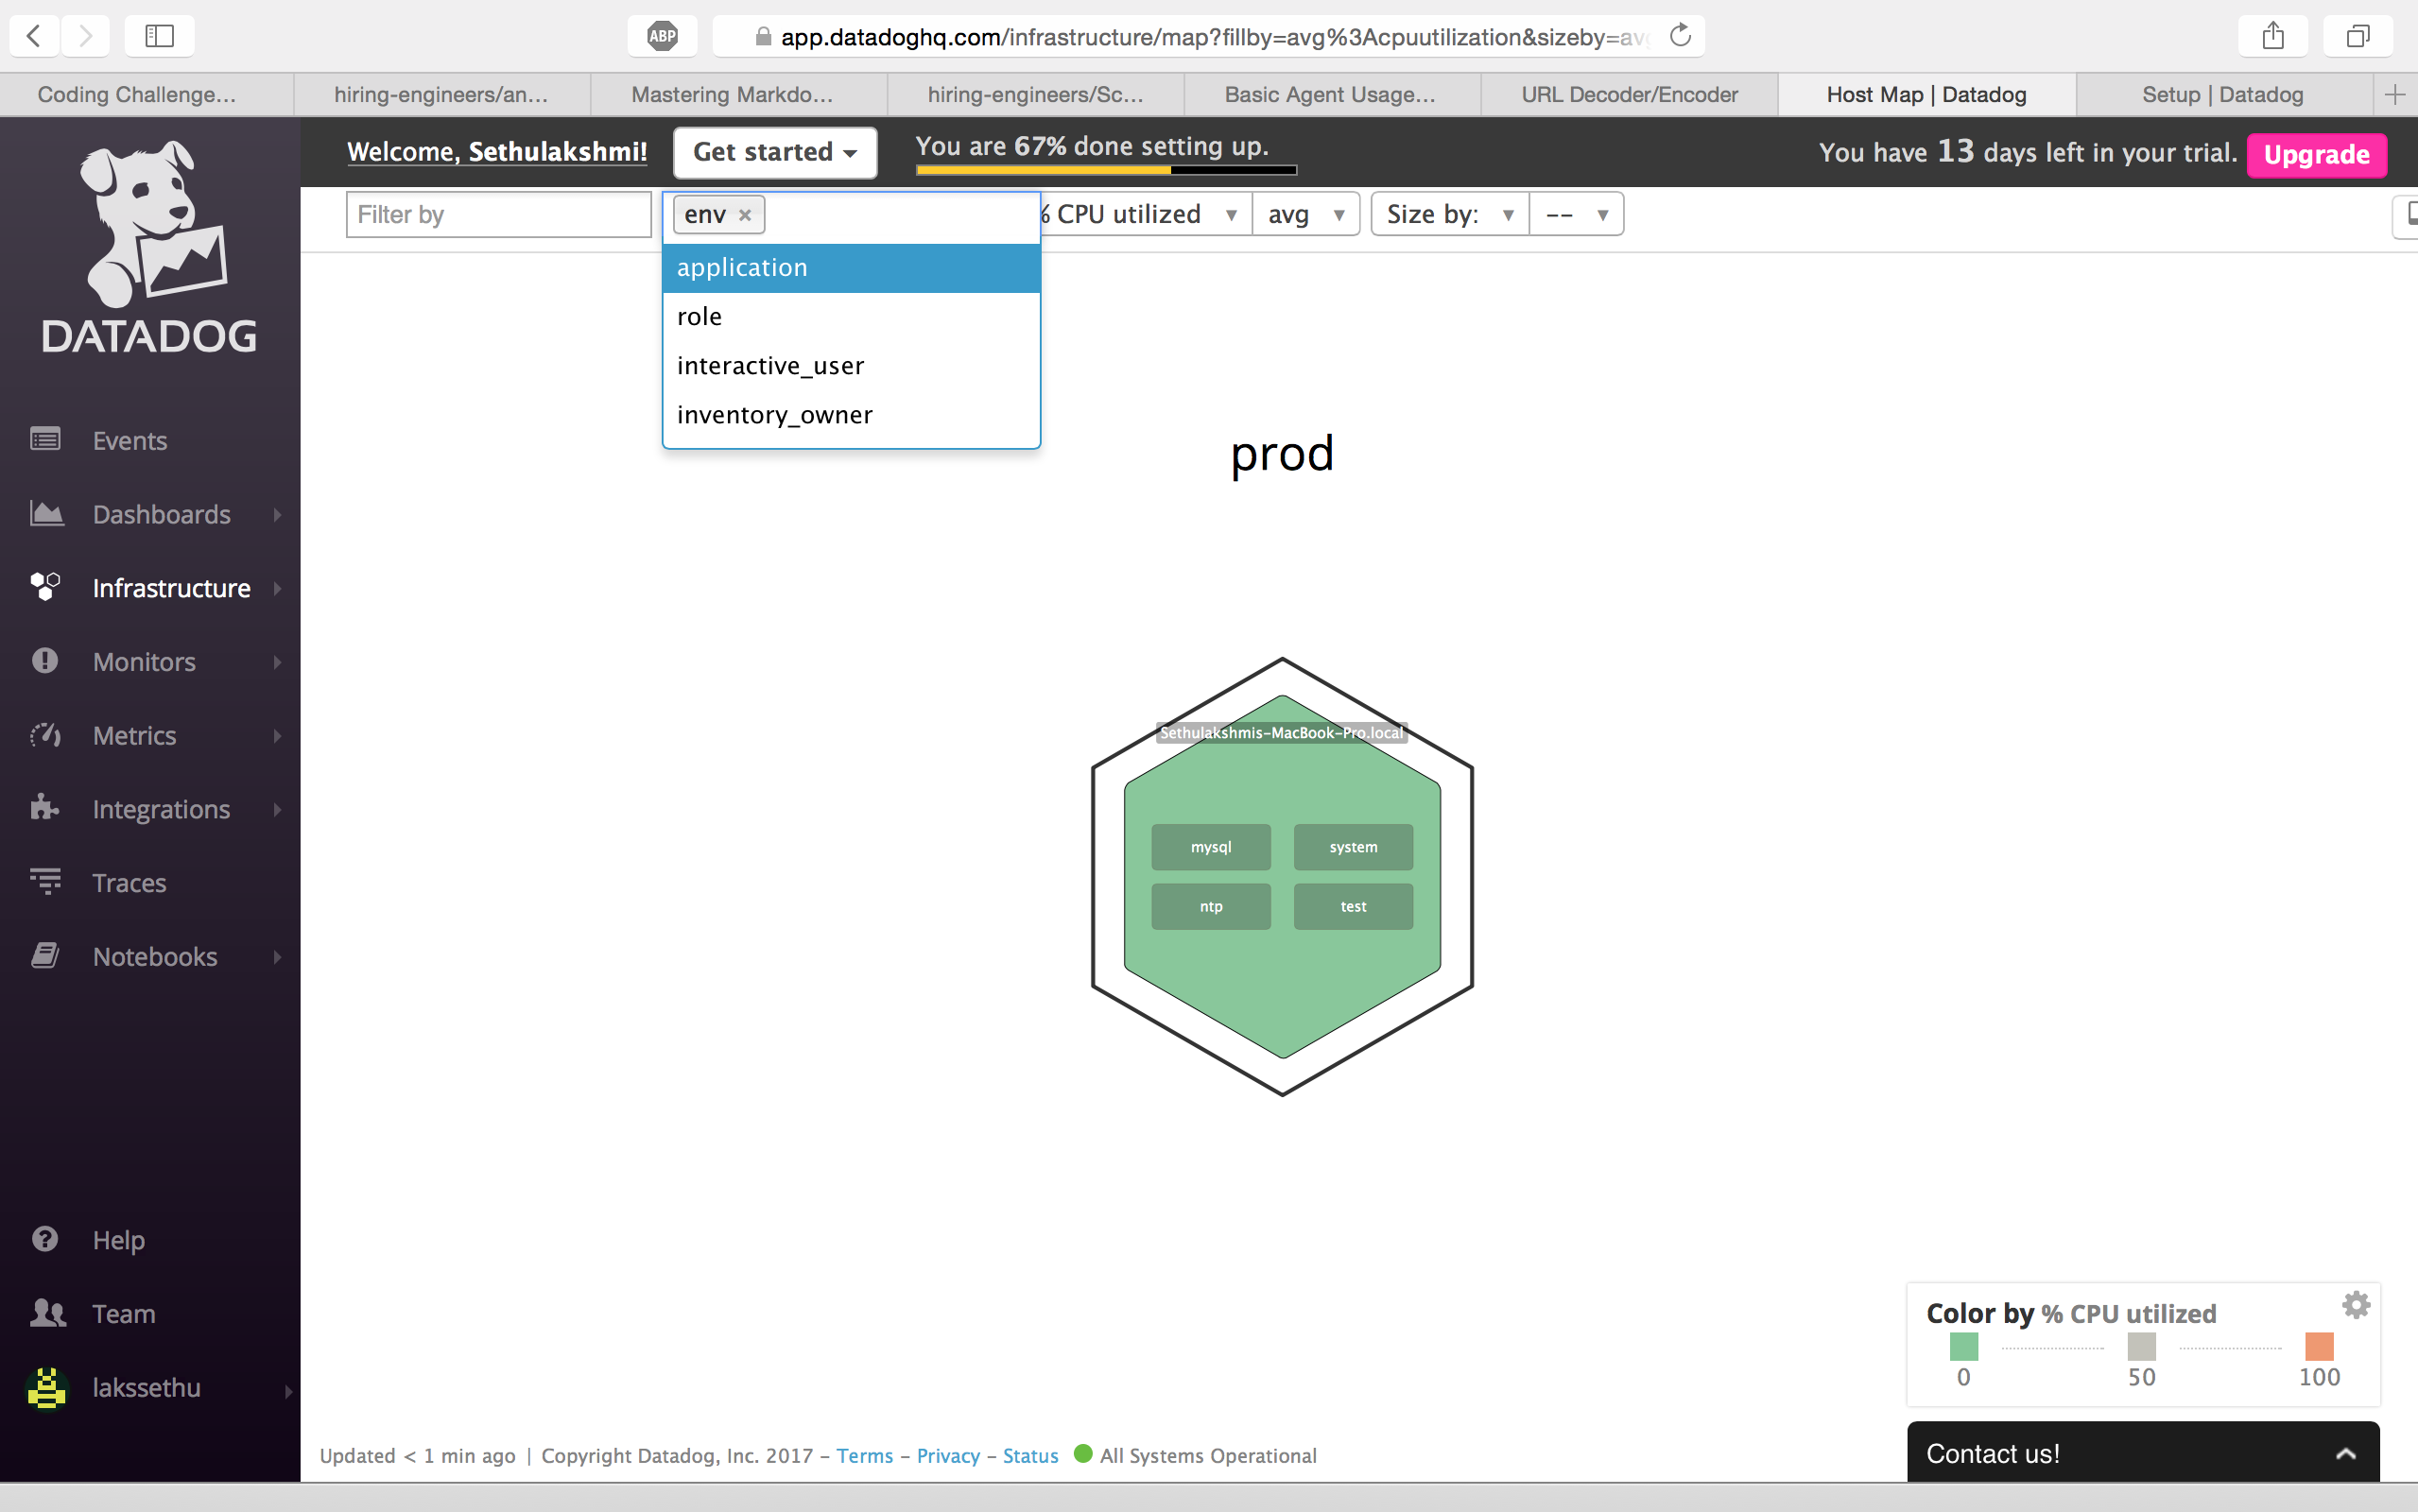 ABP
app.datadoghq.com/infrastructure/map?fillby=avg%3Acpuutilization&sizeby=avg
Coding Challenge…
hiring-engineers/an…
Mastering Markdo…
hiring-engineers/Sc…
Basic Agent Usage…
URL Decoder/Encoder
Host Map | Datadog
Setup | Datadog
DATADOG
Welcome, Sethulakshmi!
Get started
You are 67% done setting up.
You have 13 days left in your trial.
Upgrade
Filter by
env ×
% CPU utilized
avg
Size by:
--
application
role
interactive_user
inventory_owner
Events
Dashboards
Infrastructure
Monitors
Metrics
Integrations
Traces
Notebooks
Help
Team
lakssethu
prod
Sethulakshmis-MacBook-Pro.local
mysql
system
ntp
test
Color by % CPU utilized
0
50
100
Contact us!
Updated < 1 min ago | Copyright Datadog, Inc. 2017 – Terms – Privacy – Status All Systems Operational